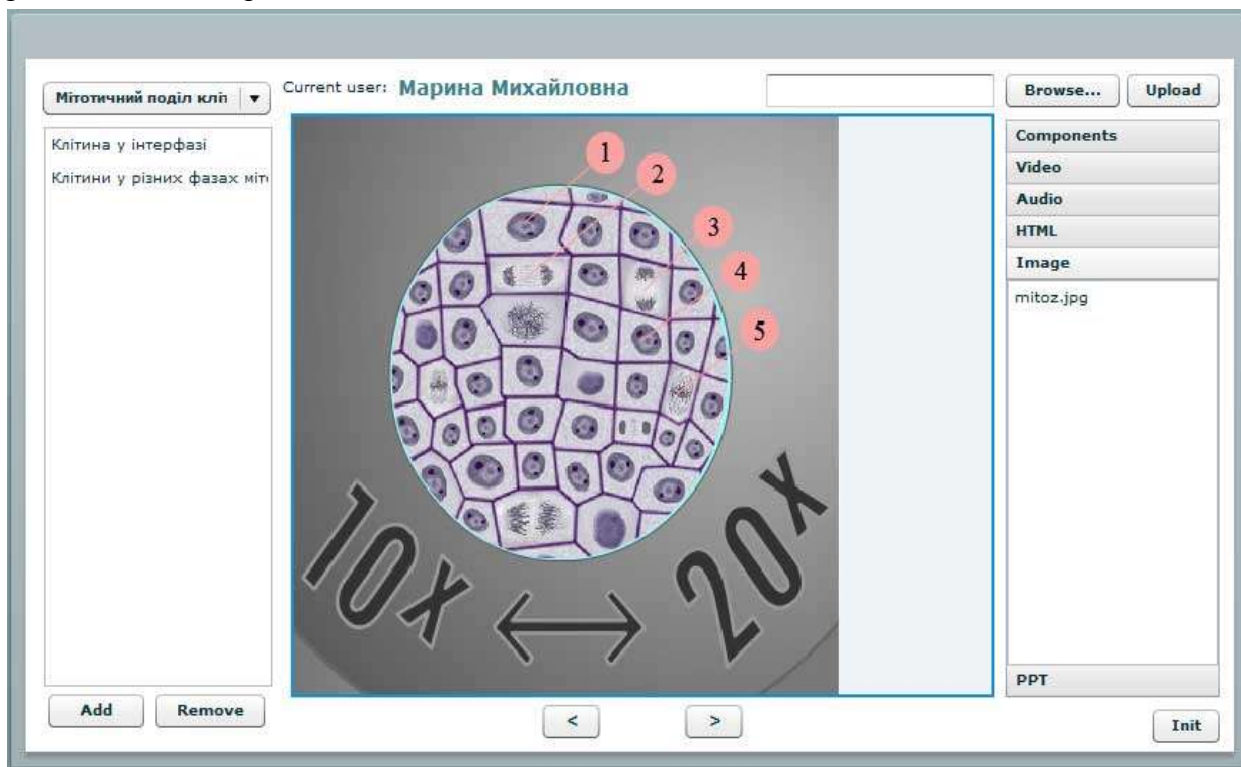 Current user: Марина Михайловна
Browse...
Upload
Мітотичний поділ клі
Клітина у інтерфазі
Клітини у різних фазах міт
1
2
3
4
5
10x
20x
Components
Video
Audio
HTML
Image
mitoz.jpg
PPT
Add
Remove
<
>
Init